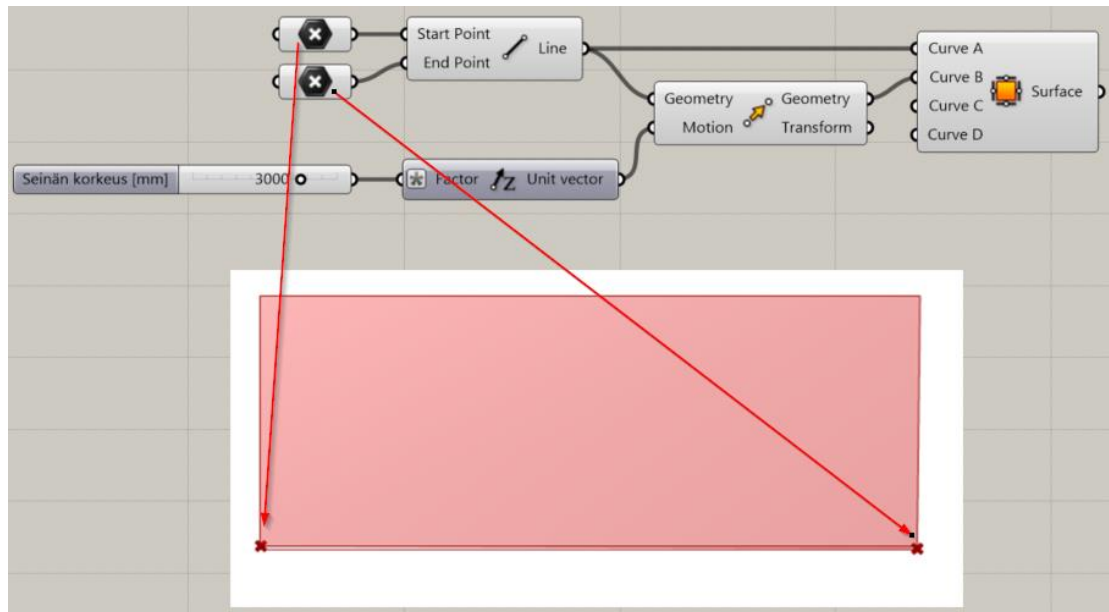 Start Point
End Point
Line
Curve A
Curve B
Curve C
Curve D
Surface
Geometry
Motion
Geometry
Transform
Seinän korkeus [mm]
3000
Factor
Z
Unit vector